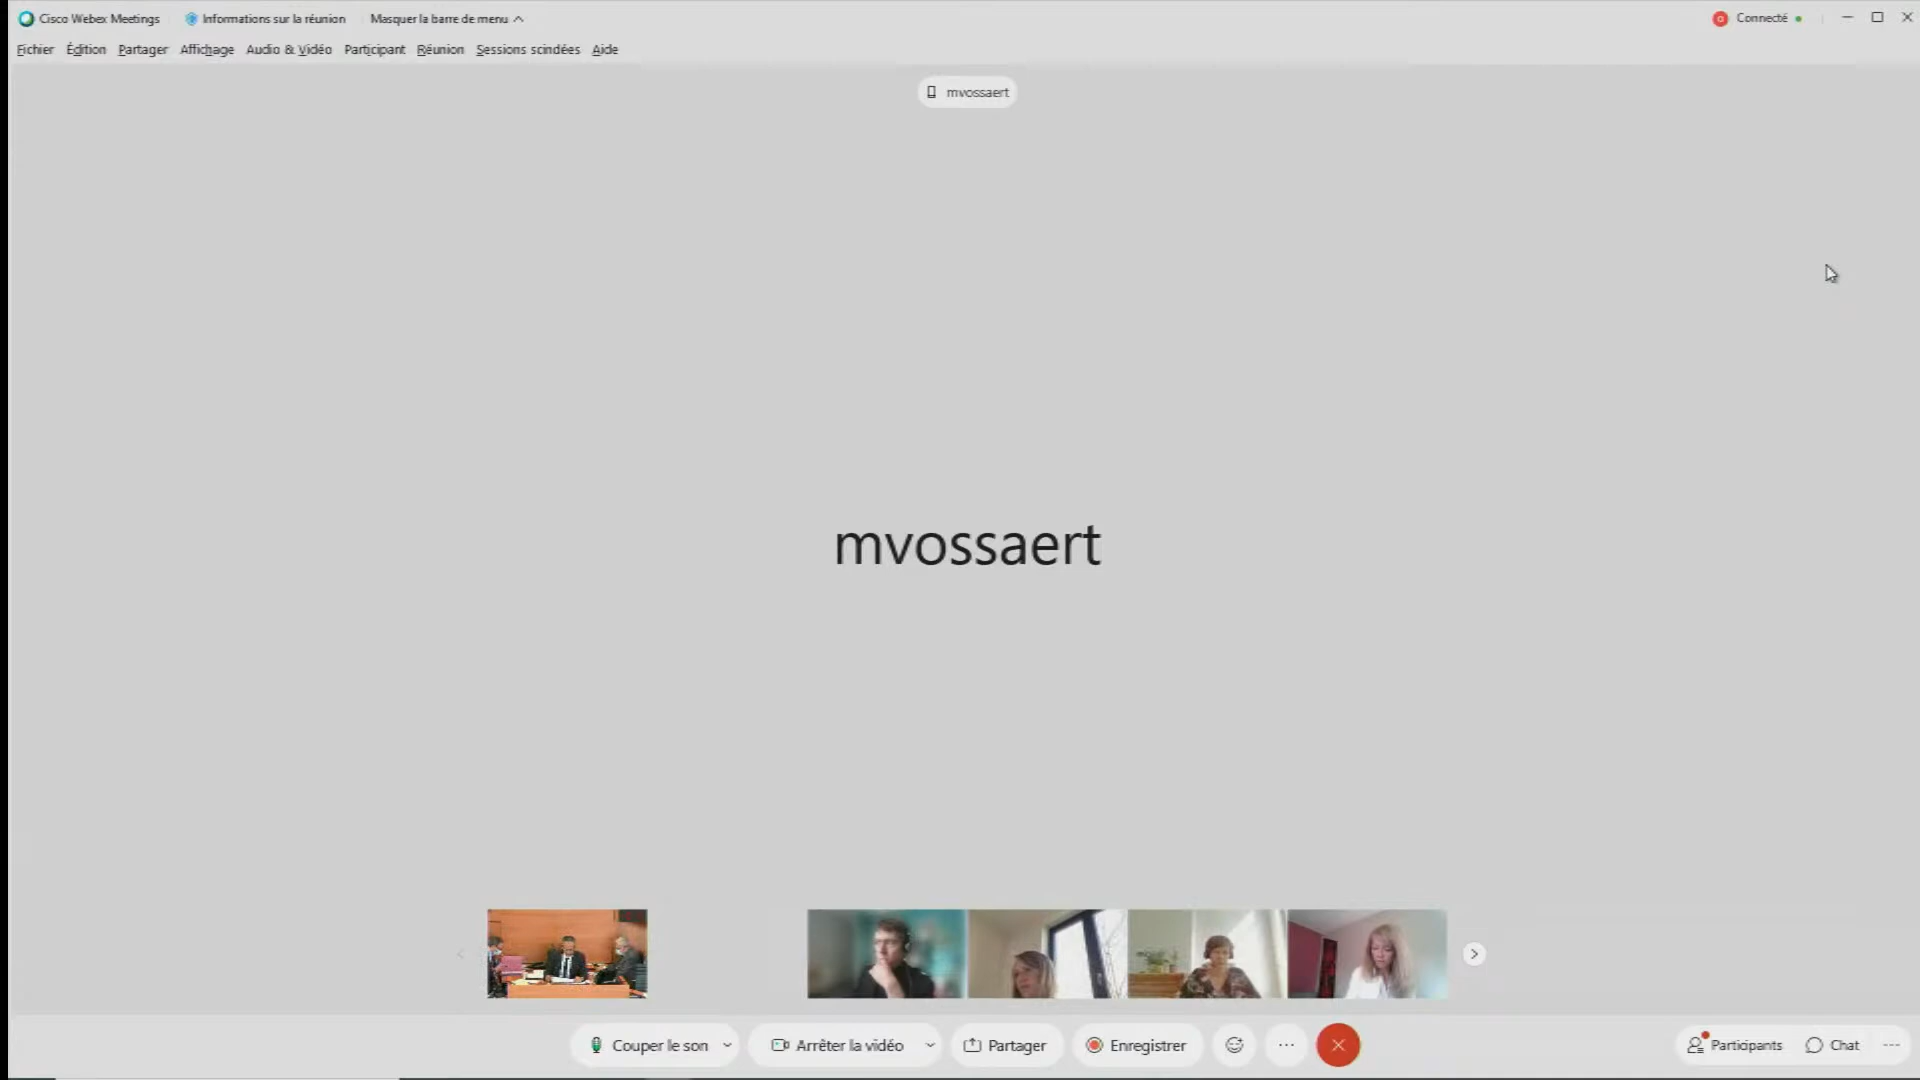 Cisco Webex Meetings Informations sur la réunion Masquer la barre de menu Connecté
Fichier Édition Partager Affichage Audio & Vidéo Participant Réunion Sessions scindées Aide
mvossaert
mvossaert
Couper le son Arrêter la vidéo Partager Enregistrer Participants Chat